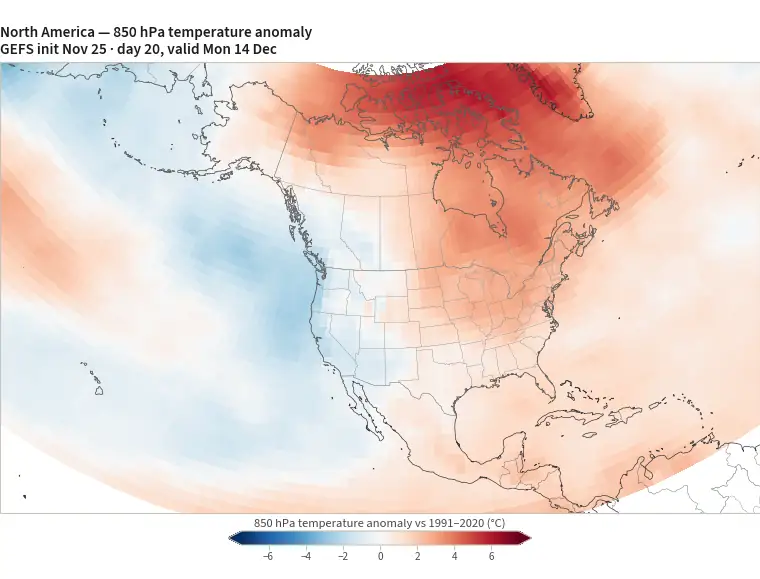 North America — 850 hPa temperature anomaly
GEFS init Nov 25 · day 20, valid Mon 14 Dec
850 hPa temperature anomaly vs 1991–2020 (°C)
−6 −4 −2 0 2 4 6